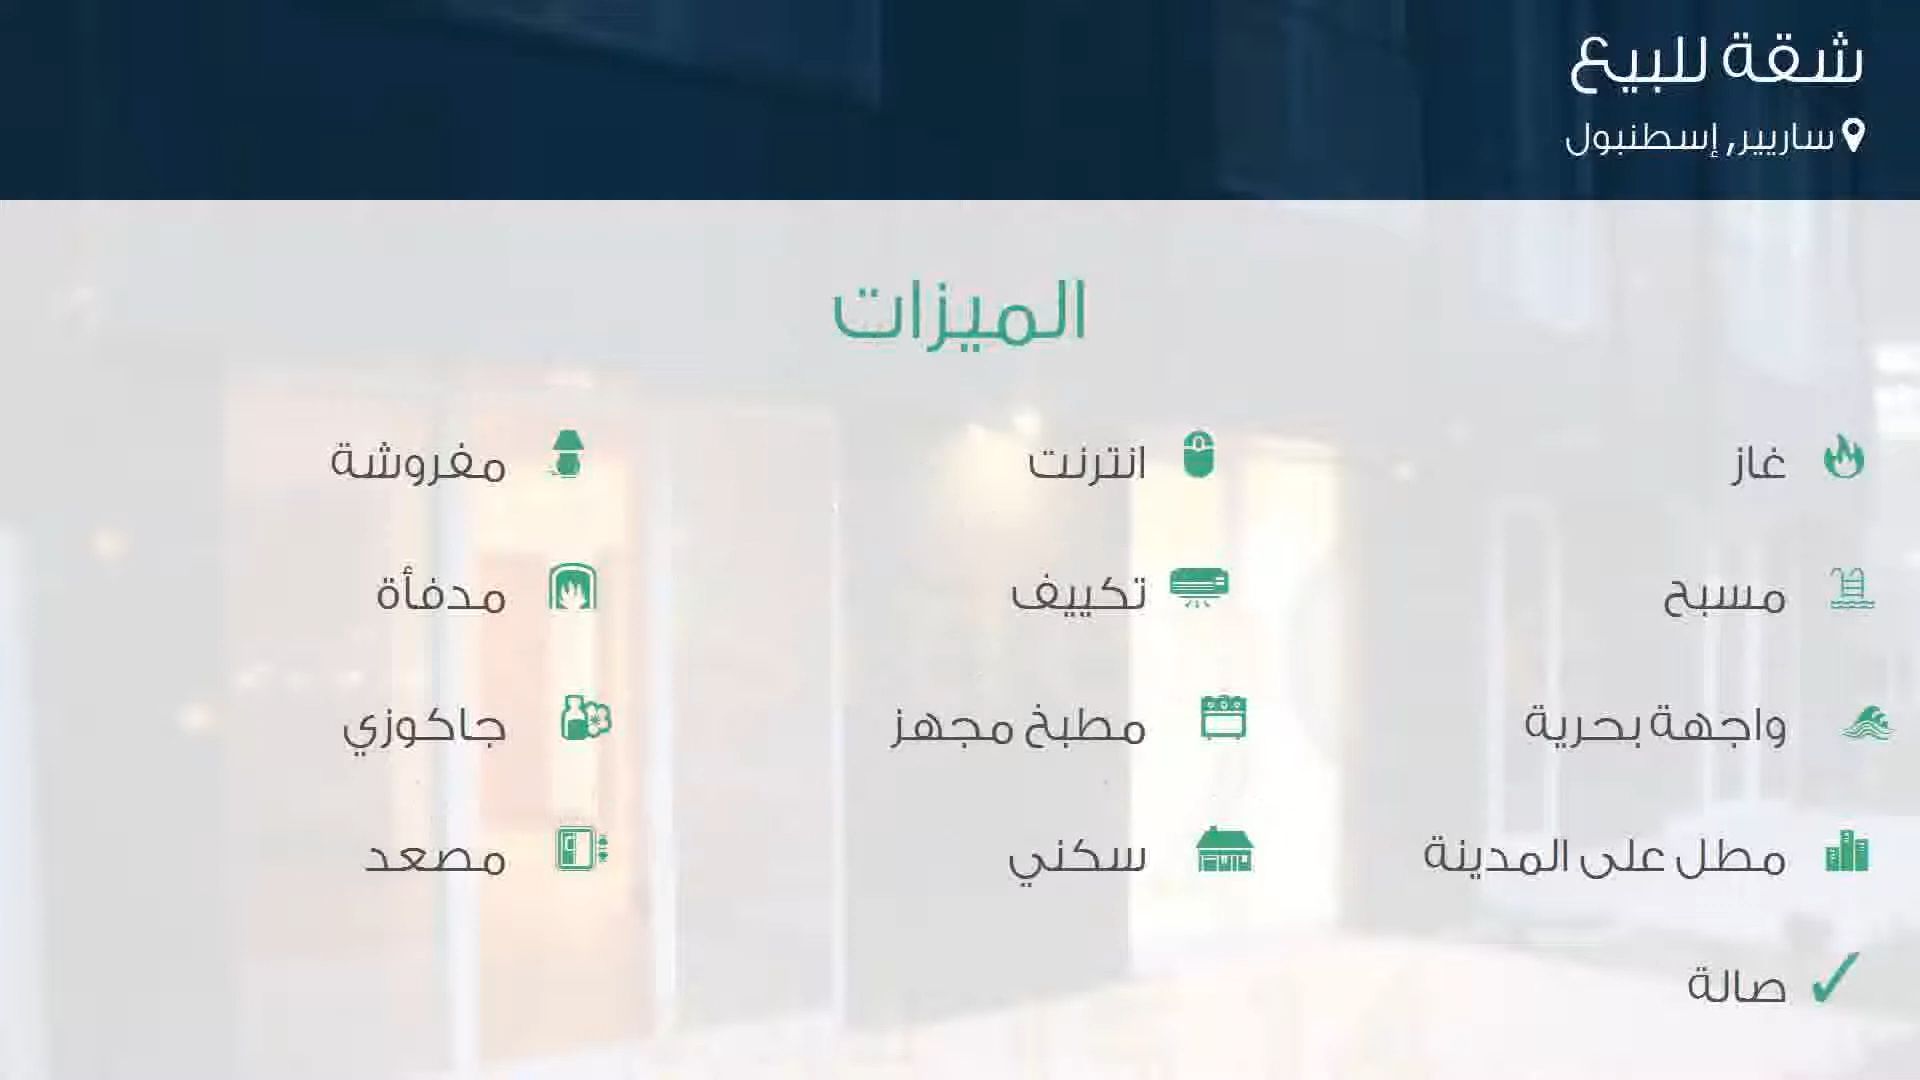 شقة للبيع
ساريير, إسطنبول
الميزات
غاز
انترنت
مفروشة
مسبح
تكييف
مدفأة
واجهة بحرية
مطبخ مجهز
جاكوزي
مطل على المدينة
سكني
مصعد
صالة